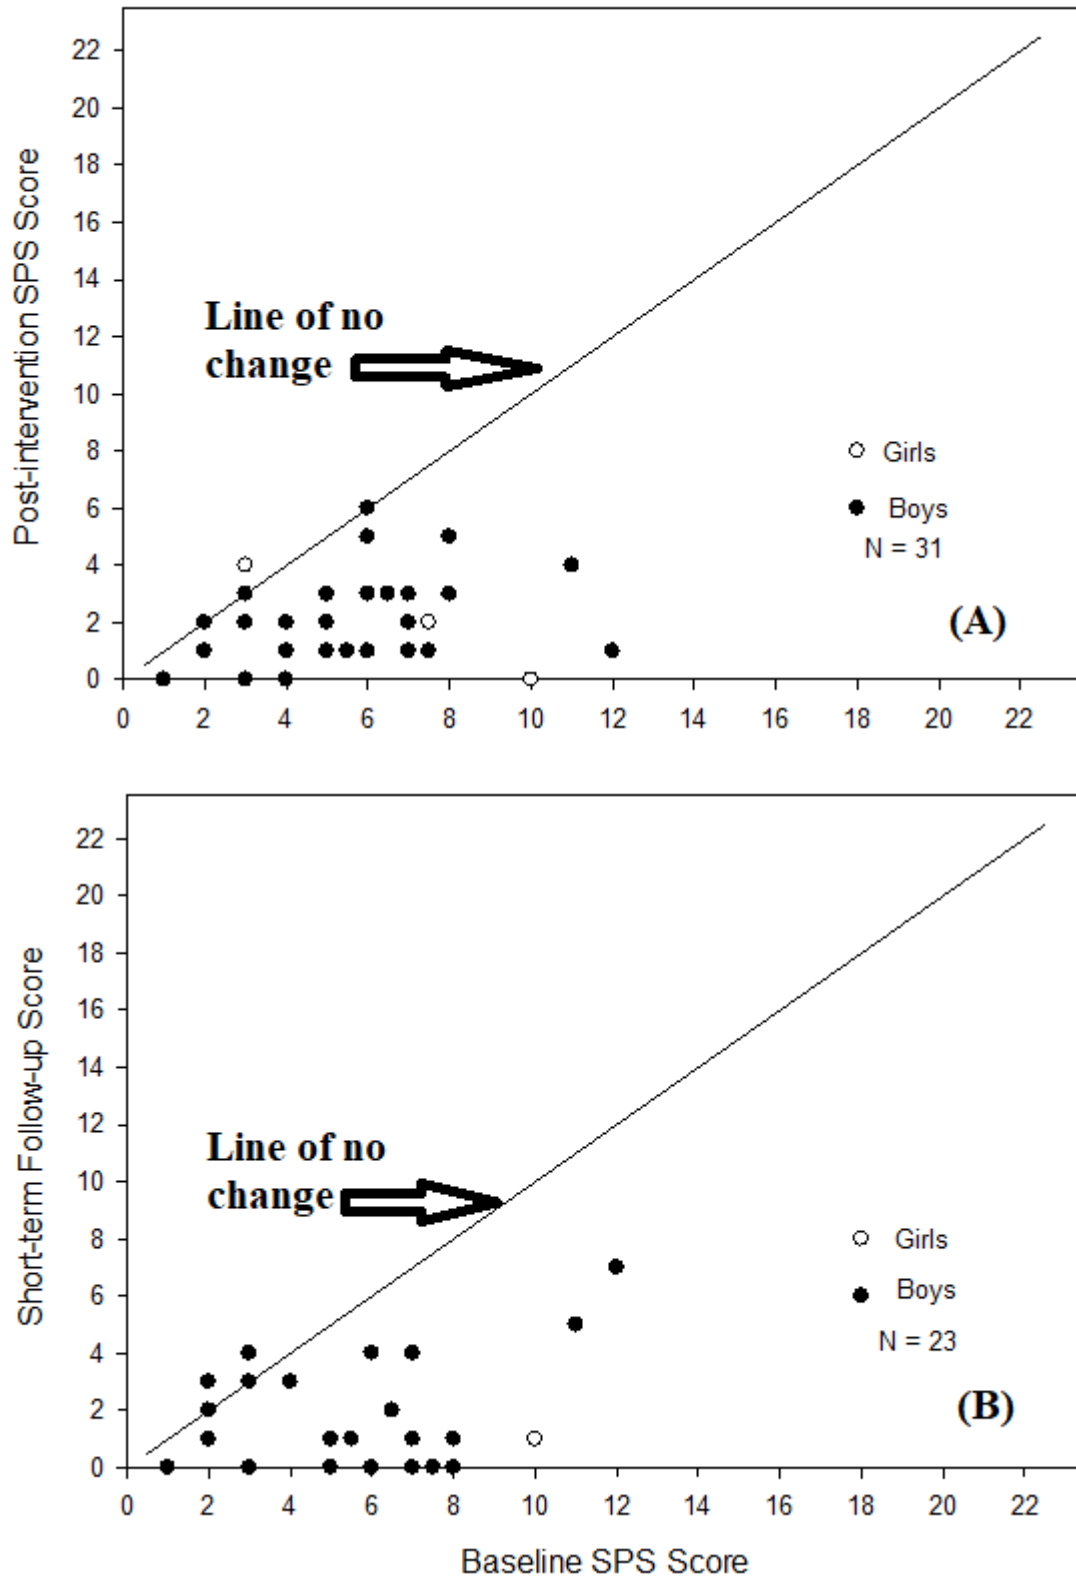 Post-intervention SPS Score
22
20
18
16
14
12
10
8
6
4
2
0
Line of no
change
Girls
Boys
N = 31
(A)
0 2 4 6 8 10 12 14 16 18 20 22
Short-term Follow-up Score
22
20
18
16
14
12
10
8
6
4
2
0
Line of no
change
Girls
Boys
N = 23
(B)
0 2 4 6 8 10 12 14 16 18 20 22
Baseline SPS Score